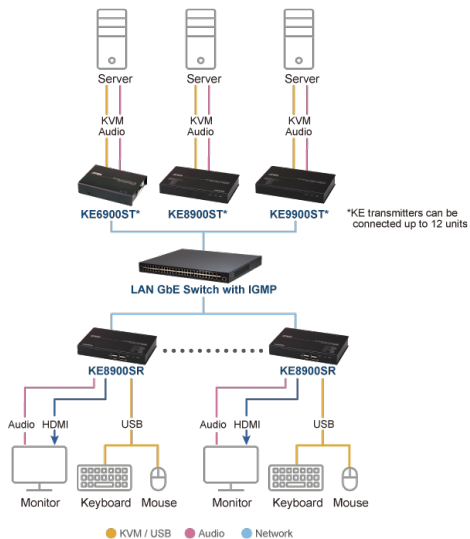 Server Server Server
KVM KVM KVM
Audio Audio Audio
KE6900ST* KE8900ST* KE9900ST*
*KE transmitters can be
connected up to 12 units
LAN GbE Switch with IGMP
KE8900SR KE8900SR
Audio HDMI USB Audio HDMI USB
Monitor Keyboard Mouse Monitor Keyboard Mouse
KVM / USB Audio Network